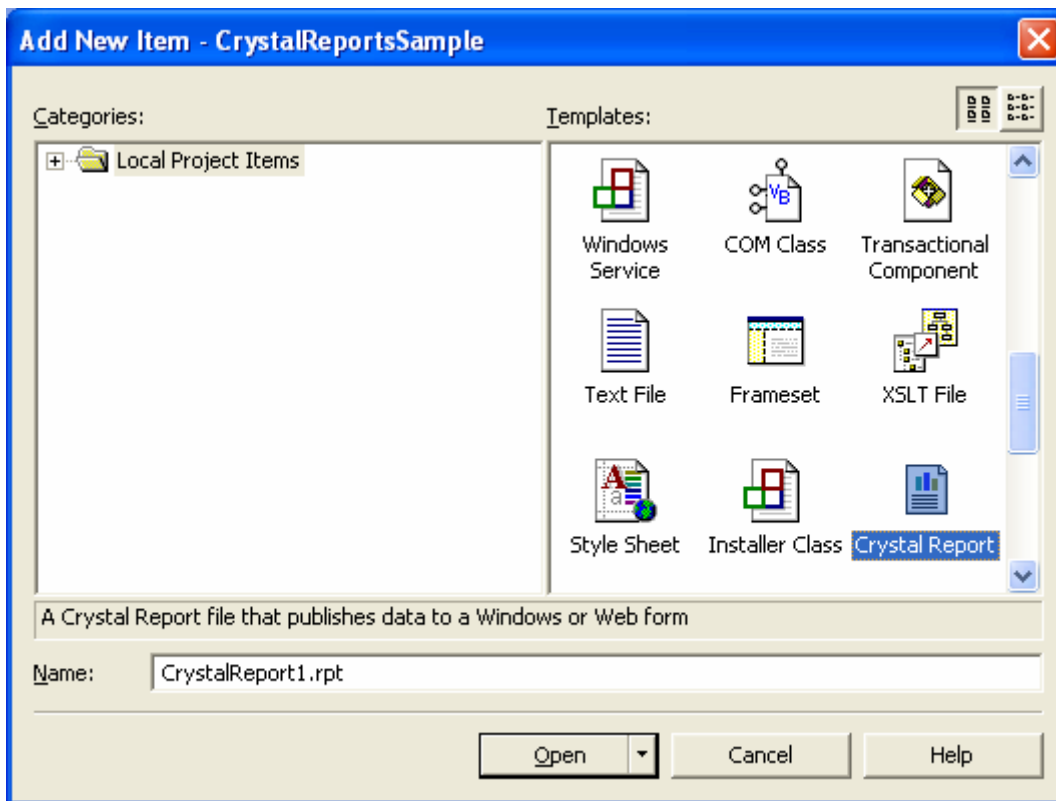 Add New Item - CrystalReportsSample
Categories:
Templates:
Local Project Items
Windows Service
COM Class
Transactional Component
Text File
Frameset
XSLT File
Style Sheet
Installer Class
Crystal Report
A Crystal Report file that publishes data to a Windows or Web form
Name:
CrystalReport1.rpt
Open
Cancel
Help